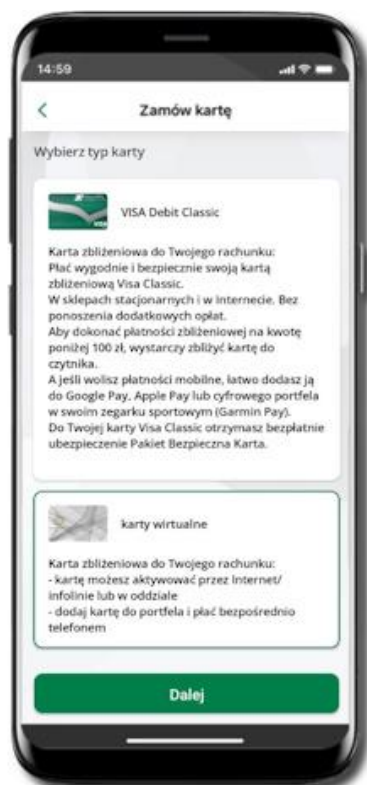 14:59
Zamów kartę
Wybierz typ karty
VISA
VISA Debit Classic
Karta zbliżeniowa do Twojego rachunku:
Płać wygodnie i bezpiecznie swoją kartą
zbliżeniową Visa Classic.
W sklepach stacjonarnych i w Internecie. Bez
ponoszenia dodatkowych opłat.
Aby dokonać płatności zbliżeniowej na kwotę
poniżej 100 zł, wystarczy zbliżyć kartę do
czytnika.
A jeśli wolisz płatności mobilne, łatwo dodasz ją
do Google Pay, Apple Pay lub cyfrowego portfela
w swoim zegarku sportowym (Garmin Pay).
Do Twojej karty Visa Classic otrzymasz bezpłatnie
ubezpieczenie Pakiet Bezpieczna Karta.
karty wirtualne
Karta zbliżeniowa do Twojego rachunku:
- kartę możesz aktywować przez Internet/
infolinie lub w oddziale
- dodaj kartę do portfela i płać bezpośrednio
telefonem
Dalej